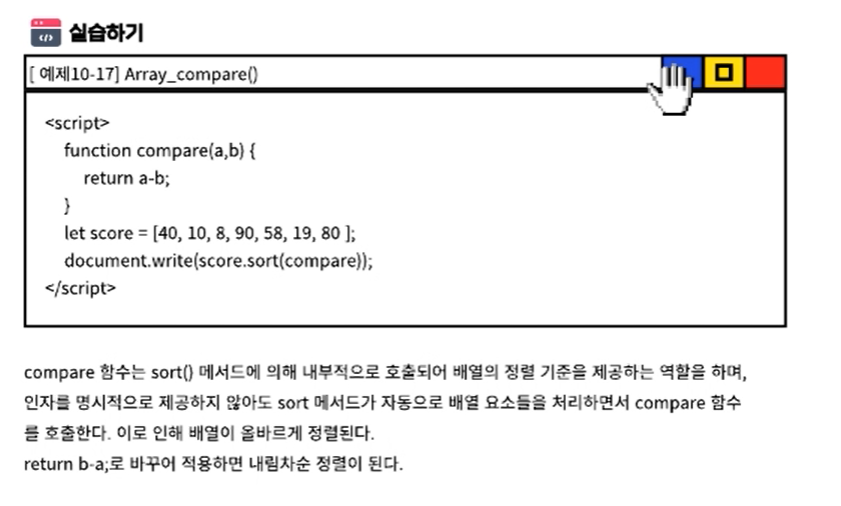 실습하기
[ 예제10-17] Array_compare()
<script>
function compare(a,b) {
return a-b;
}
let score = [40, 10, 8, 90, 58, 19, 80 ];
document.write(score.sort(compare));
</script>
compare 함수는 sort() 메서드에 의해 내부적으로 호출되어 배열의 정렬 기준을 제공하는 역할을 하며,
인자를 명시적으로 제공하지 않아도 sort 메서드가 자동으로 배열 요소들을 처리하면서 compare 함수
를 호출한다. 이로 인해 배열이 올바르게 정렬된다.
return b-a;로 바꾸어 적용하면 내림차순 정렬이 된다.